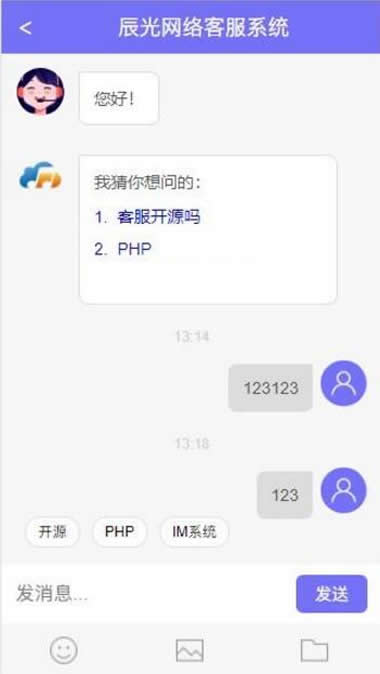 <
辰光网络客服系统
您好！
我猜你想问的：
1. 客服开源吗
2. PHP
13:14
123123
13:18
123
开源 PHP IM系统
发消息... 发送